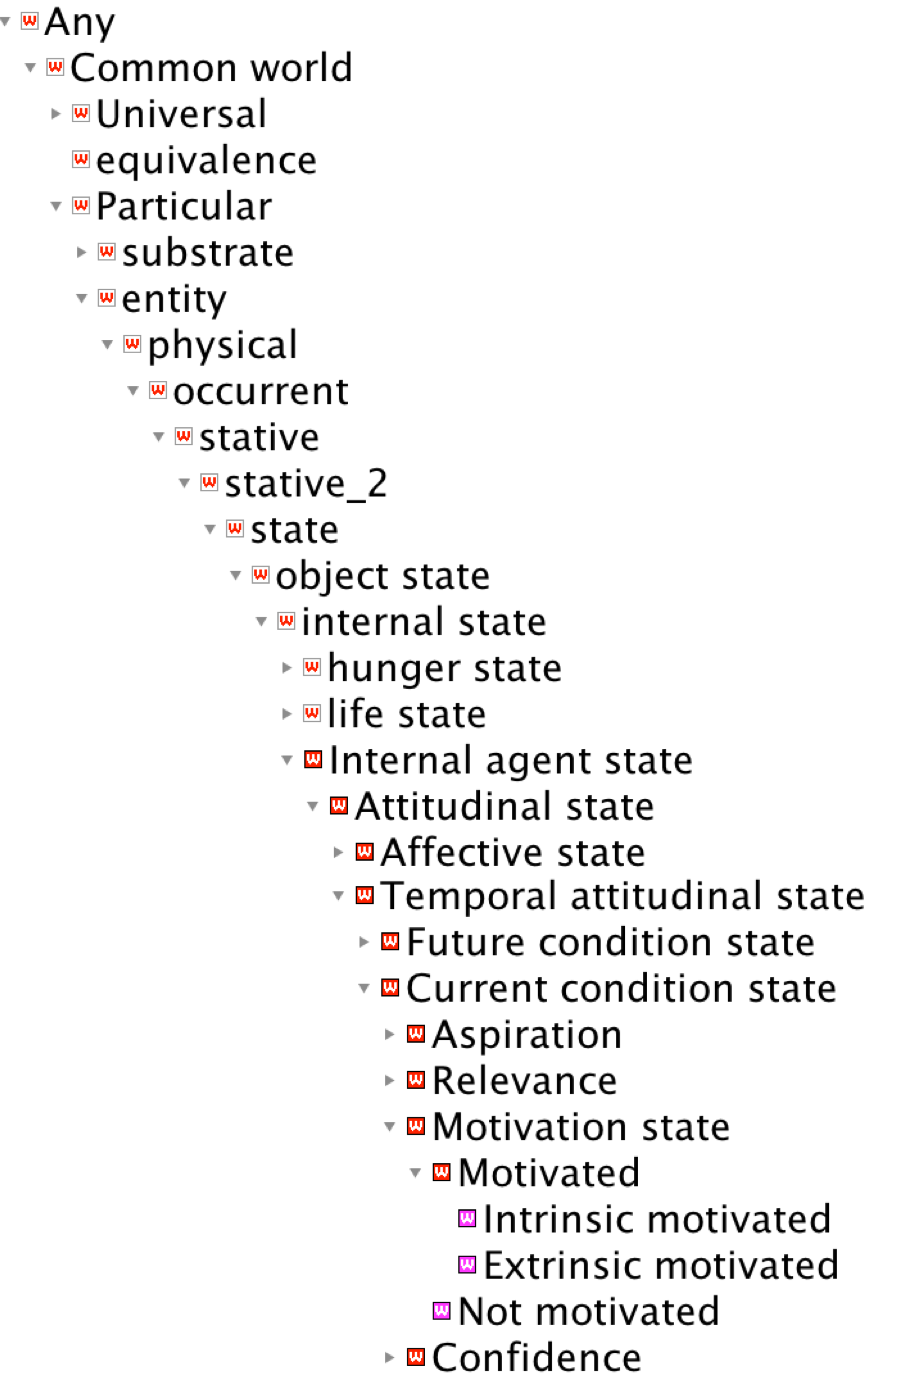 Any
Common world
Universal
equivalence
Particular
substrate
entity
physical
occurrent
stative
stative_2
state
object state
internal state
hunger state
life state
Internal agent state
Attitudinal state
Affective state
Temporal attitudinal state
Future condition state
Current condition state
Aspiration
Relevance
Motivation state
Motivated
Intrinsic motivated
Extrinsic motivated
Not motivated
Confidence